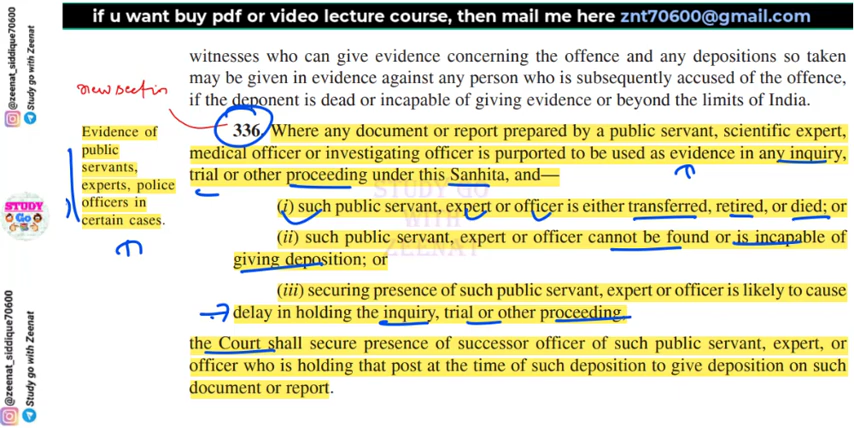 if u want buy pdf or video lecture course, then mail me here znt70600@gmail.com
@zeenat_siddique70600
Study go with Zeenat
witnesses who can give evidence concerning the offence and any depositions so taken
may be given in evidence against any person who is subsequently accused of the offence,
if the deponent is dead or incapable of giving evidence or beyond the limits of India.
new section
Evidence of
public
servants,
experts, police
officers in
certain cases.
336. Where any document or report prepared by a public servant, scientific expert,
medical officer or investigating officer is purported to be used as evidence in any inquiry,
trial or other proceeding under this Sanhita, and—
(i) such public servant, expert or officer is either transferred, retired, or died; or
(ii) such public servant, expert or officer cannot be found or is incapable of
giving deposition; or
(iii) securing presence of such public servant, expert or officer is likely to cause
delay in holding the inquiry, trial or other proceeding,
the Court shall secure presence of successor officer of such public servant, expert, or
officer who is holding that post at the time of such deposition to give deposition on such
document or report.
STUDY GO
WITH
ZEENAT
STUDY
Go
@zeenat_siddique70600
Study go with Zeenat